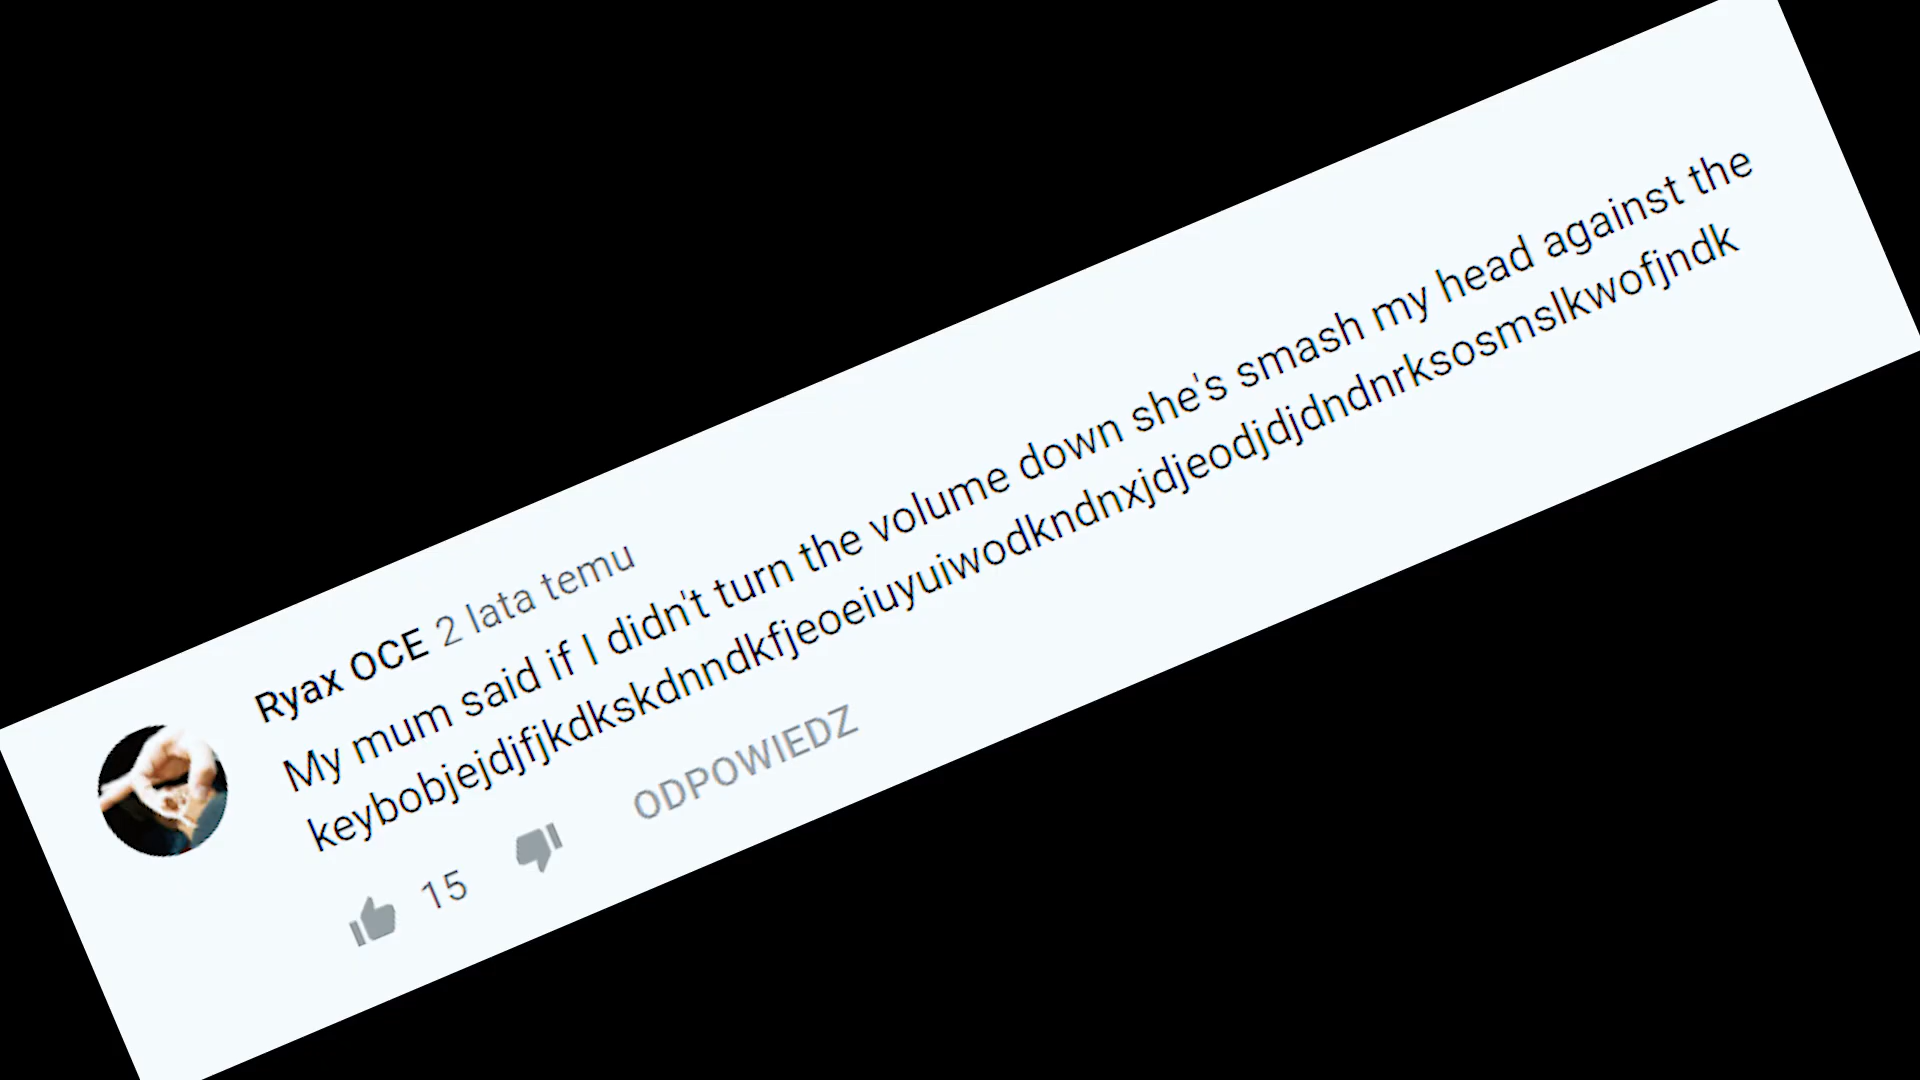 Ryax OCE 2 lata temu
My mum said if I didn't turn the volume down she's smash my head against the
keybobjejdjfjkdkskdnndkfjeoeiuyuiwodkndnxjdjeodjdjdndnrksosmslkwofjndk
15 ODPOWIEDZ